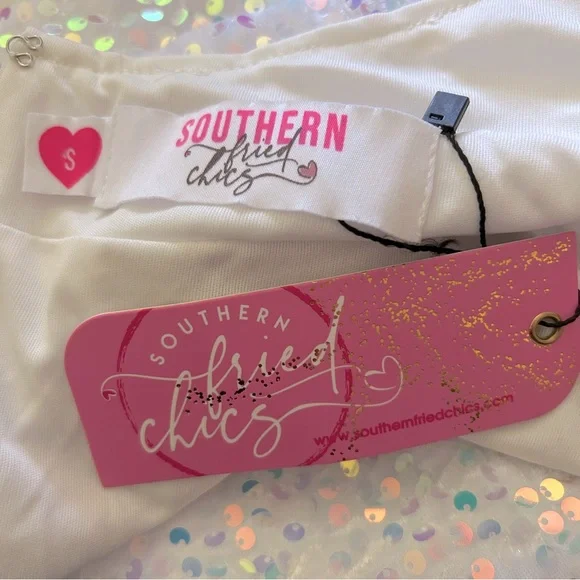 S
SOUTHERN
fried
chics
SOUTHERN
fried
chics
www.southernfriedchics.com